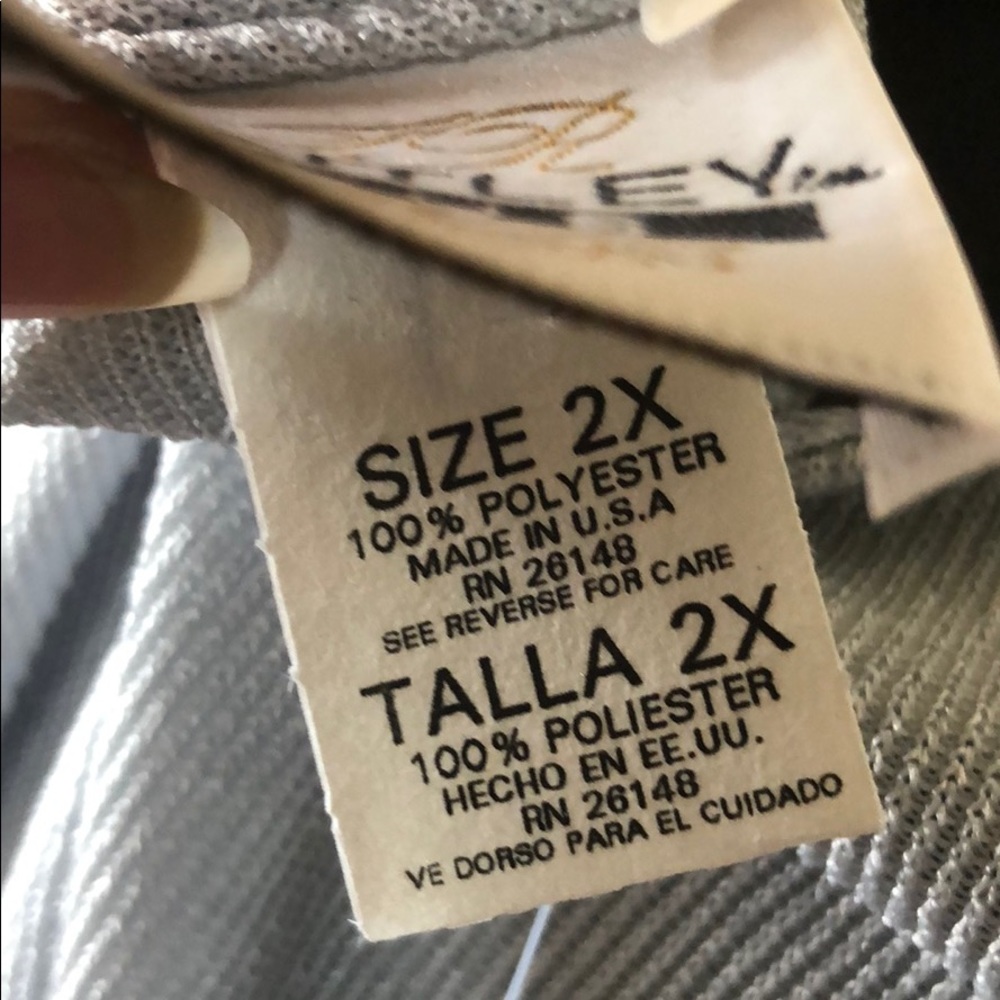 SIZE 2X
100% POLYESTER
MADE IN U.S.A
RN 26148
SEE REVERSE FOR CARE
TALLA 2X
100% POLIESTER
HECHO EN EE.UU.
RN 26148
VE DORSO PARA EL CUIDADO